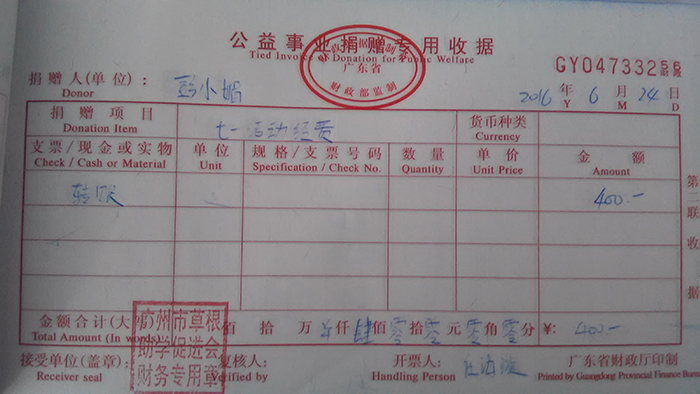 公益事业捐赠专用收据
Tied Invoice of Donation for Public Welfare
广东省
财政部监制
GY04733256
捐赠人(单位): 彭小娟
Donor
2016 年 6 月 24 日
Y M D
捐赠项目 七一活动经费 货币种类
Donation Item Currency
支票/现金或实物 单位 规格/支票号码 数量 单价 金额
Check / Cash or Material Unit Specification / Check No. Quantity Unit Price Amount
转账 400.-
第二联 收据
金额合计(大写) 佰 拾 万 仟 肆 佰 零 拾 零 元 零 角 零 分 ¥: 400.-
Total Amount (In words)
广州市草根
助学促进会
财务专用章
接受单位(盖章): 复核人: 开票人: 广东省财政厅印制
Receiver seal Verified by Handling Person Printed by Guangdong Provincial Finance Bureau